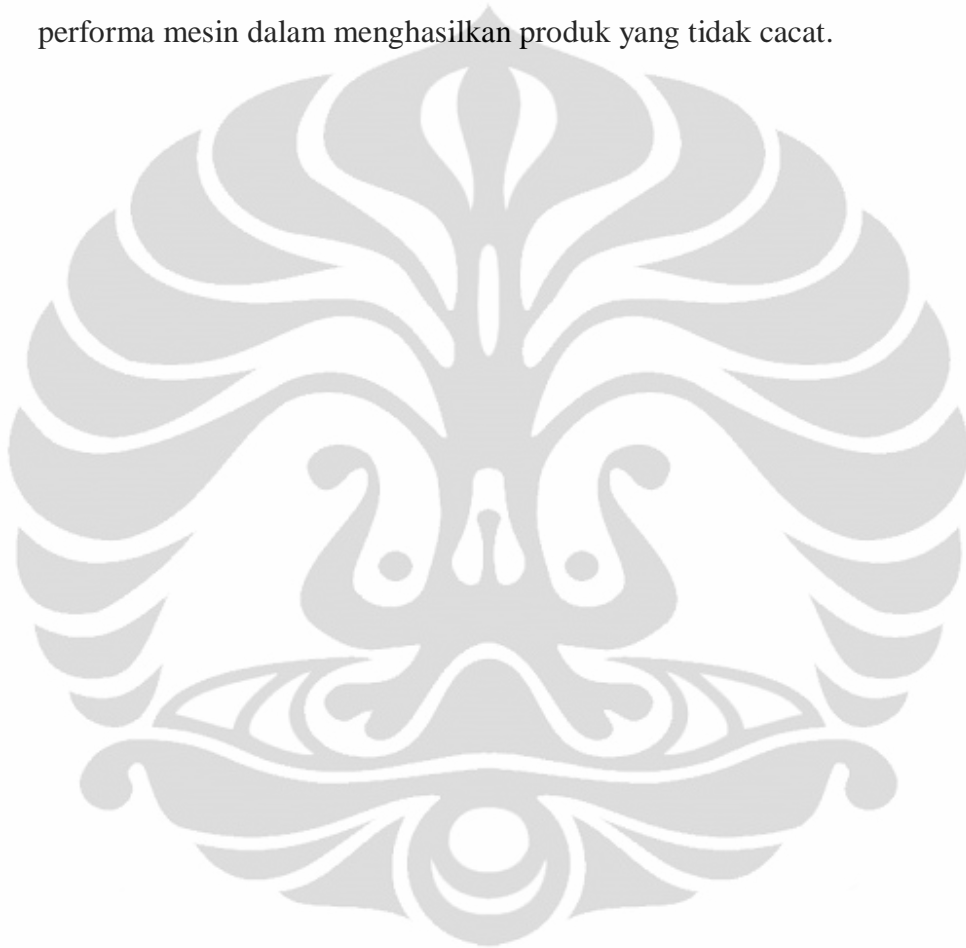 performa mesin dalam menghasilkan produk yang tidak cacat.